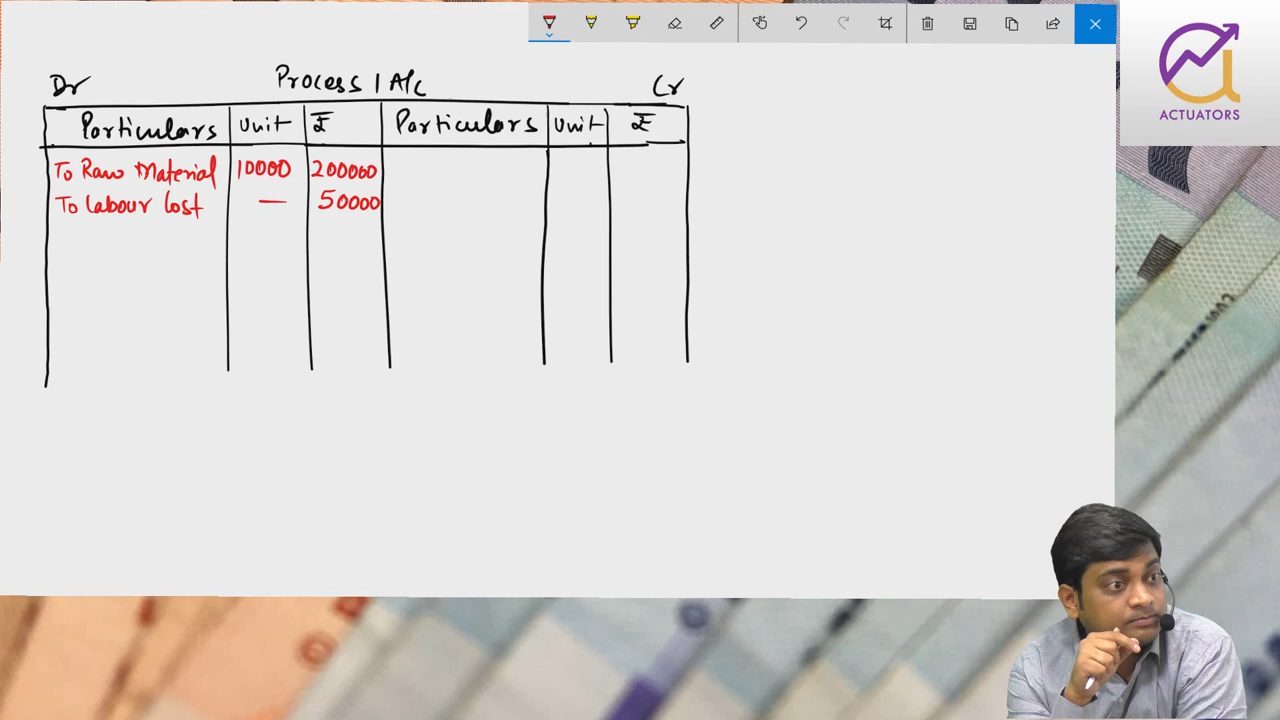 ACTUATORS
Dr Process 1 A/c Cr
Particulars Unit ₹ Particulars Unit ₹
To Raw Material 10000 200000
To Labour Cost — 50000